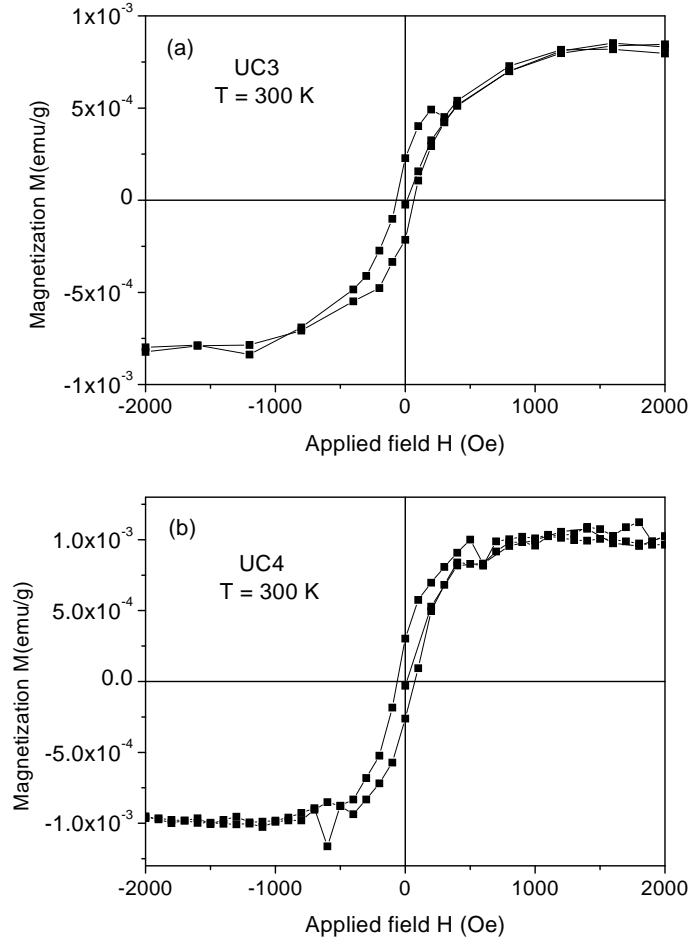 1x10⁻³
(a)
UC3
T = 300 K
5x10⁻⁴
0
-5x10⁻⁴
-1x10⁻³
Magnetization M(emu/g)
-2000 -1000 0 1000 2000
Applied field H (Oe)
(b)
1.0x10⁻³
UC4
T = 300 K
5.0x10⁻⁴
0.0
-5.0x10⁻⁴
-1.0x10⁻³
Magnetization M(emu/g)
-2000 -1000 0 1000 2000
Applied field H (Oe)